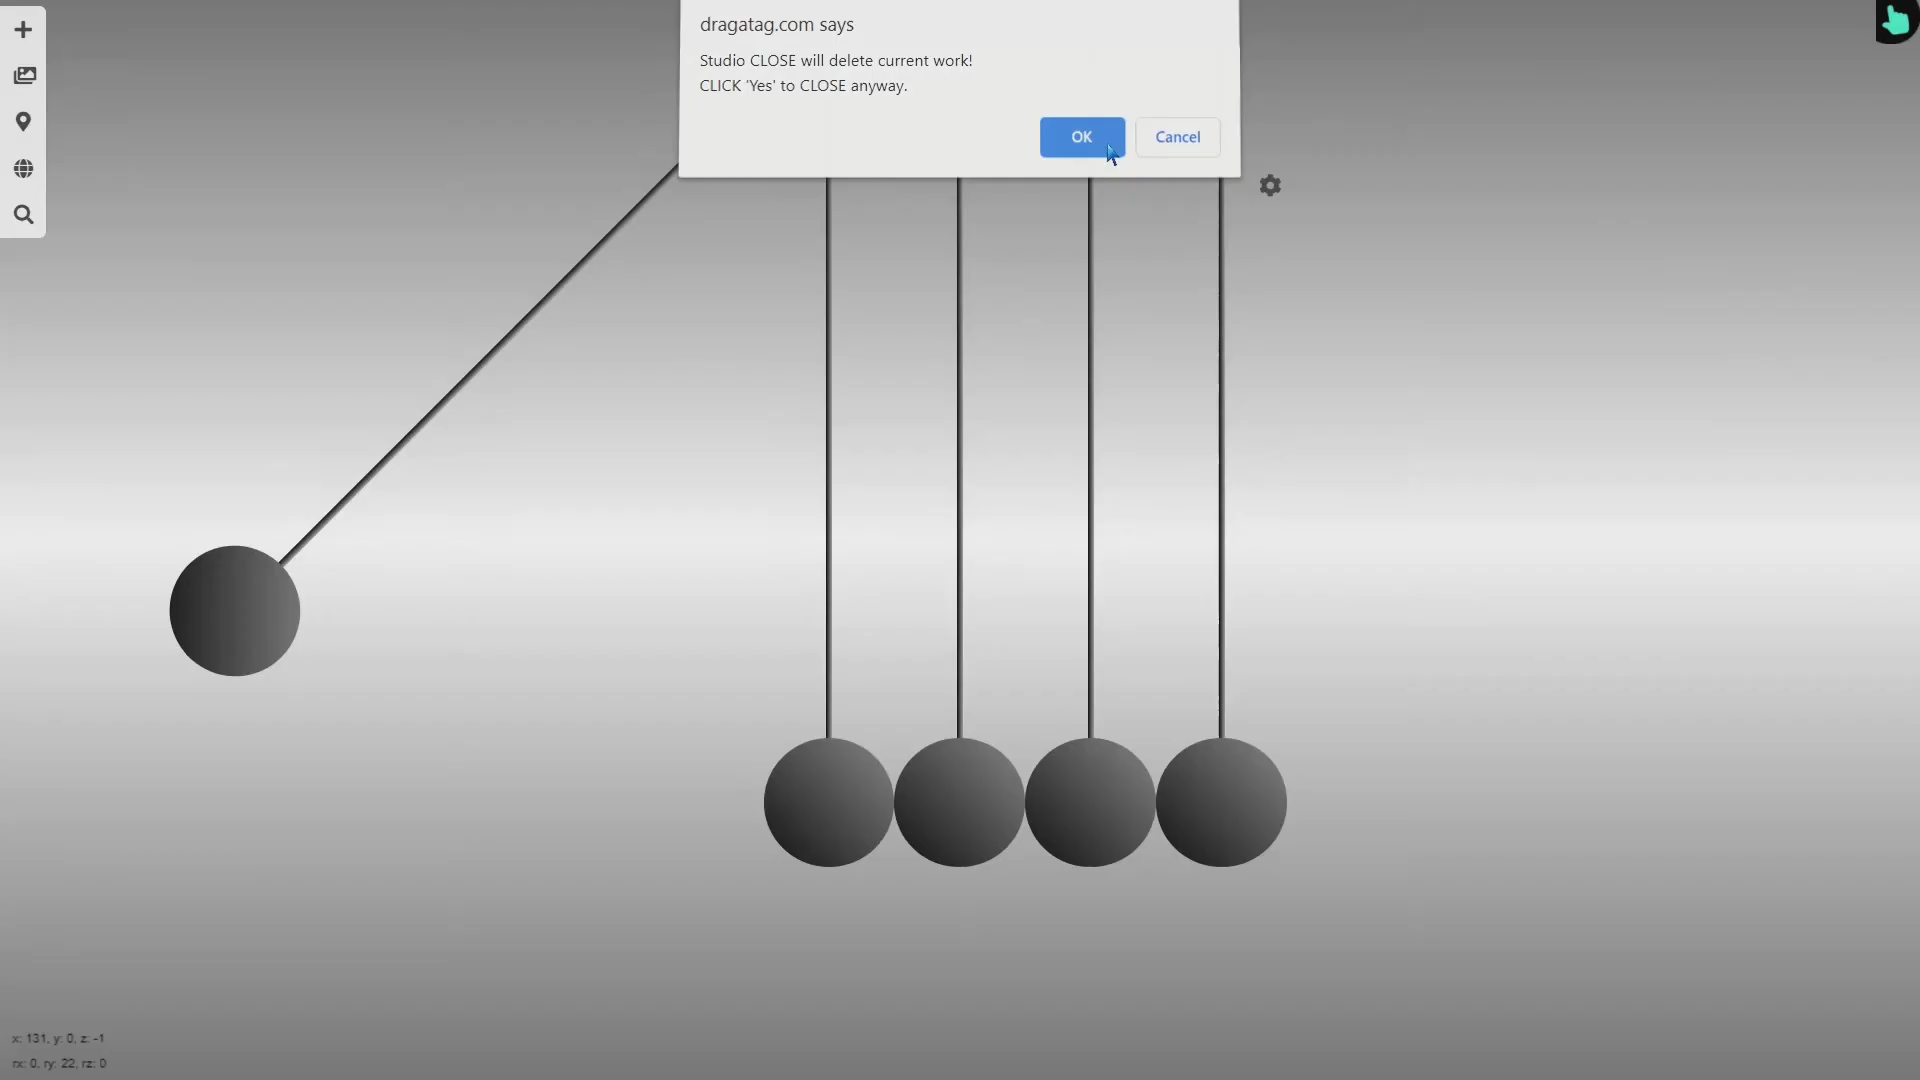 dragatag.com says
Studio CLOSE will delete current work!
CLICK 'Yes' to CLOSE anyway.
OK
Cancel
x: 131, y: 0, z: -1
rx: 0, ry: 22, rz: 0